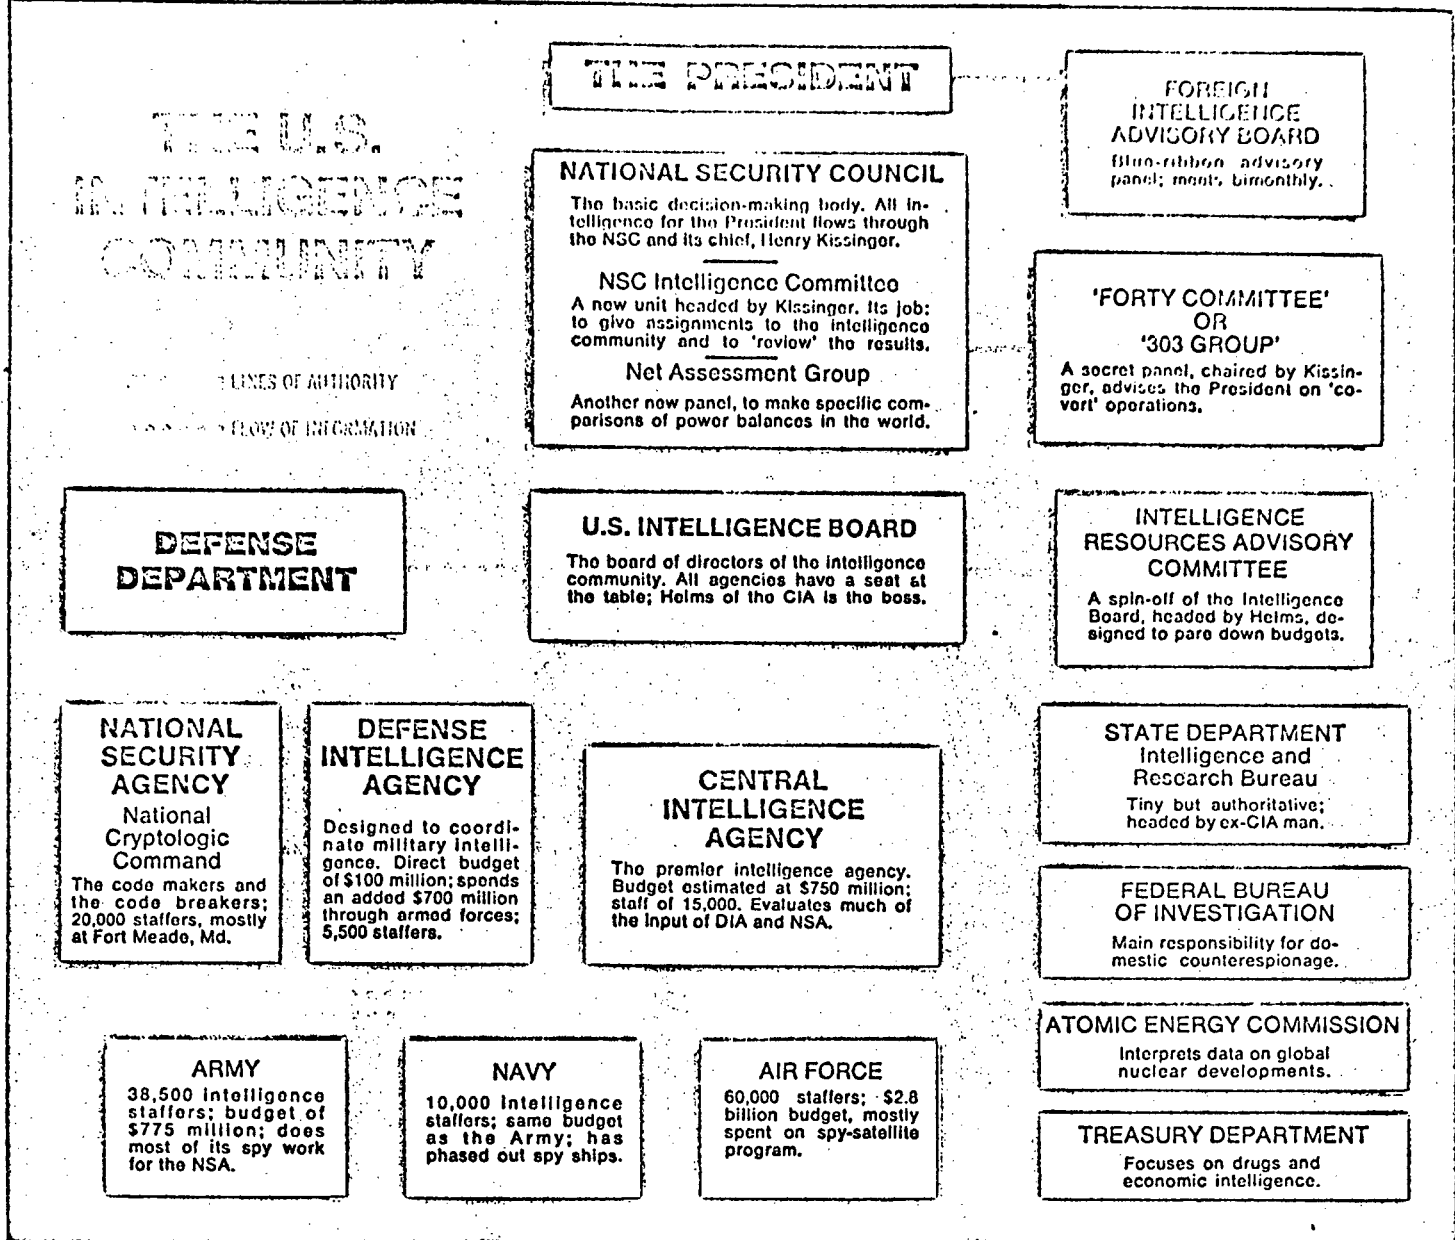 THE U.S.
INTELLIGENCE
COMMUNITY
LINES OF AUTHORITY
FLOW OF INFORMATION
THE PRESIDENT
FOREIGN
INTELLIGENCE
ADVISORY BOARD
Blue-ribbon advisory
panel; meets bimonthly.
NATIONAL SECURITY COUNCIL
The basic decision-making body. All in-
telligence for the President flows through
the NSC and its chief, Henry Kissinger.
NSC Intelligence Committee
A new unit headed by Kissinger. Its job:
to give assignments to the intelligence
community and to 'review' the results.
Net Assessment Group
Another new panel, to make specific com-
parisons of power balances in the world.
'FORTY COMMITTEE'
OR
'303 GROUP'
A secret panel, chaired by Kissin-
ger, advises the President on 'co-
vert' operations.
DEFENSE
DEPARTMENT
U.S. INTELLIGENCE BOARD
The board of directors of the intelligence
community. All agencies have a seat at
the table; Helms of the CIA is the boss.
INTELLIGENCE
RESOURCES ADVISORY
COMMITTEE
A spin-off of the Intelligence
Board, headed by Helms, de-
signed to pare down budgets.
NATIONAL
SECURITY
AGENCY
National
Cryptologic
Command
The code makers and
the code breakers;
20,000 staffers, mostly
at Fort Meade, Md.
DEFENSE
INTELLIGENCE
AGENCY
Designed to coordi-
nate military intelli-
gence. Direct budget
of $100 million; spends
an added $700 million
through armed forces;
5,500 staffers.
CENTRAL
INTELLIGENCE
AGENCY
The premier intelligence agency.
Budget estimated at $750 million;
staff of 15,000. Evaluates much of
the input of DIA and NSA.
STATE DEPARTMENT
Intelligence and
Research Bureau
Tiny but authoritative;
headed by ex-CIA man.
FEDERAL BUREAU
OF INVESTIGATION
Main responsibility for do-
mestic counterespionage.
ATOMIC ENERGY COMMISSION
Interprets data on global
nuclear developments.
TREASURY DEPARTMENT
Focuses on drugs and
economic intelligence.
ARMY
38,500 intelligence
staffers; budget of
$775 million; does
most of its spy work
for the NSA.
NAVY
10,000 intelligence
staffers; same budget
as the Army; has
phased out spy ships.
AIR FORCE
60,000 staffers; $2.8
billion budget, mostly
spent on spy-satellite
program.